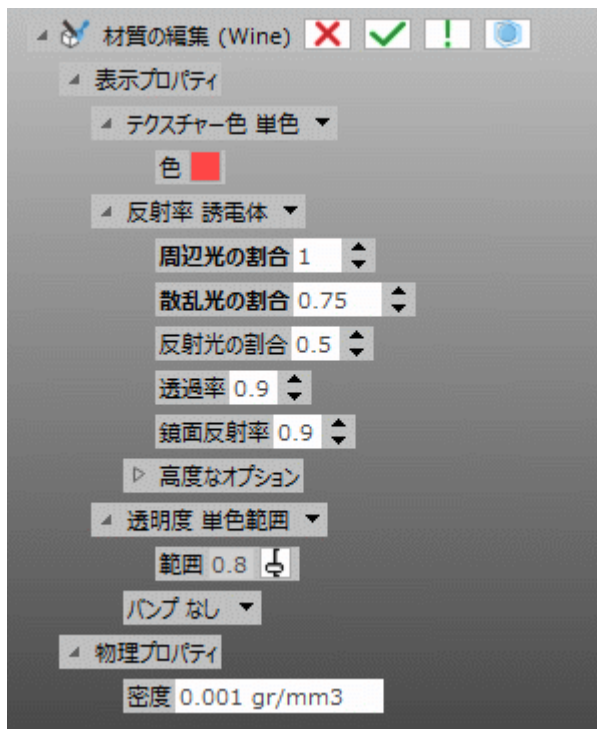 材質の編集 (Wine)
表示プロパティ
テクスチャー色 単色
色
反射率 誘電体
周辺光の割合 1
散乱光の割合 0.75
反射光の割合 0.5
透過率 0.9
鏡面反射率 0.9
高度なオプション
透明度 単色範囲
範囲 0.8
バンプ なし
物理プロパティ
密度 0.001 gr/mm3